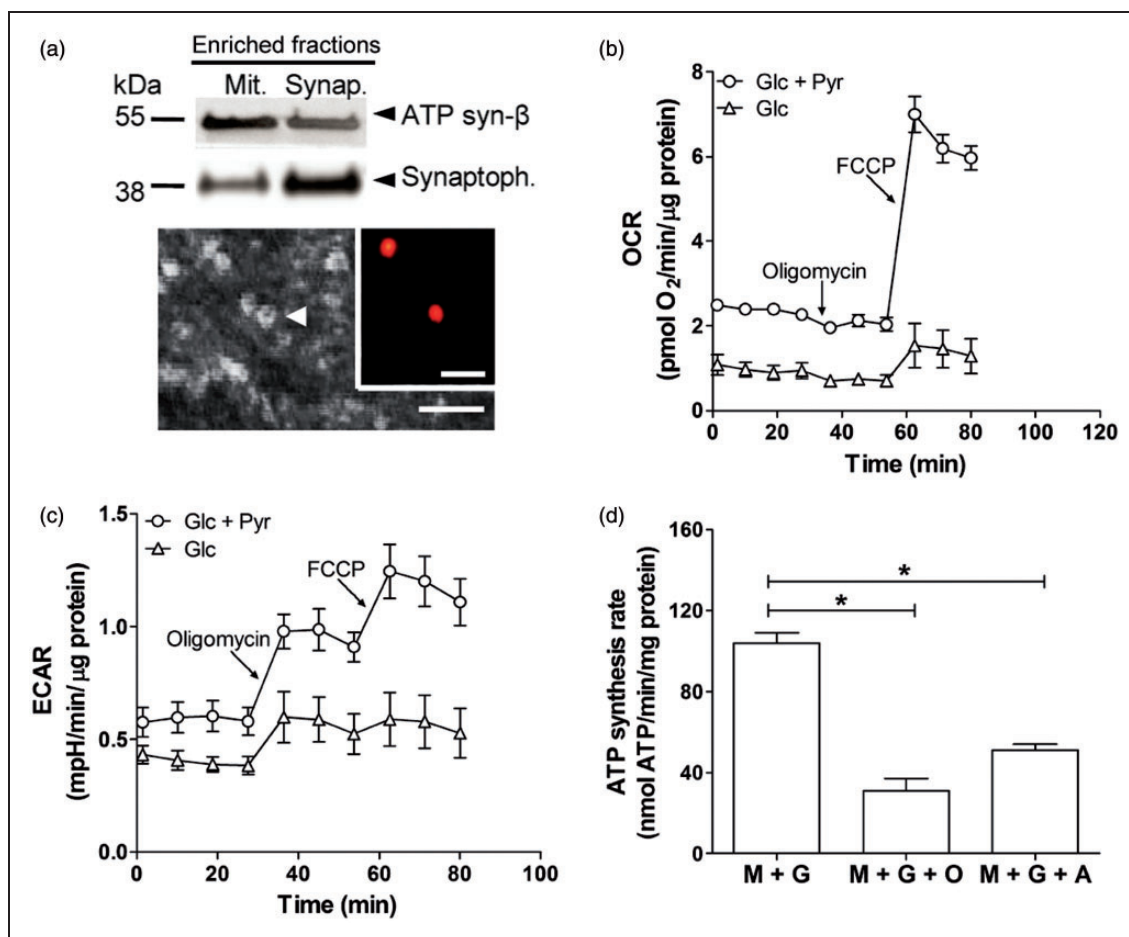 (a)
Enriched fractions
kDa Mit. Synap.
55 ATP syn-β
38 Synaptoph.
(b)
Glc + Pyr
Glc
FCCP
Oligomycin
OCR
(pmol O₂/min/µg protein)
8
6
4
2
0
0 20 40 60 80 100 120
Time (min)
(c)
Glc + Pyr
Glc
FCCP
Oligomycin
ECAR
(mpH/min/µg protein)
1.5
1.0
0.5
0.0
0 20 40 60 80 100
Time (min)
(d)
ATP synthesis rate
(nmol ATP/min/mg protein)
160
120
80
40
0
*
*
M + G M + G + O M + G + A